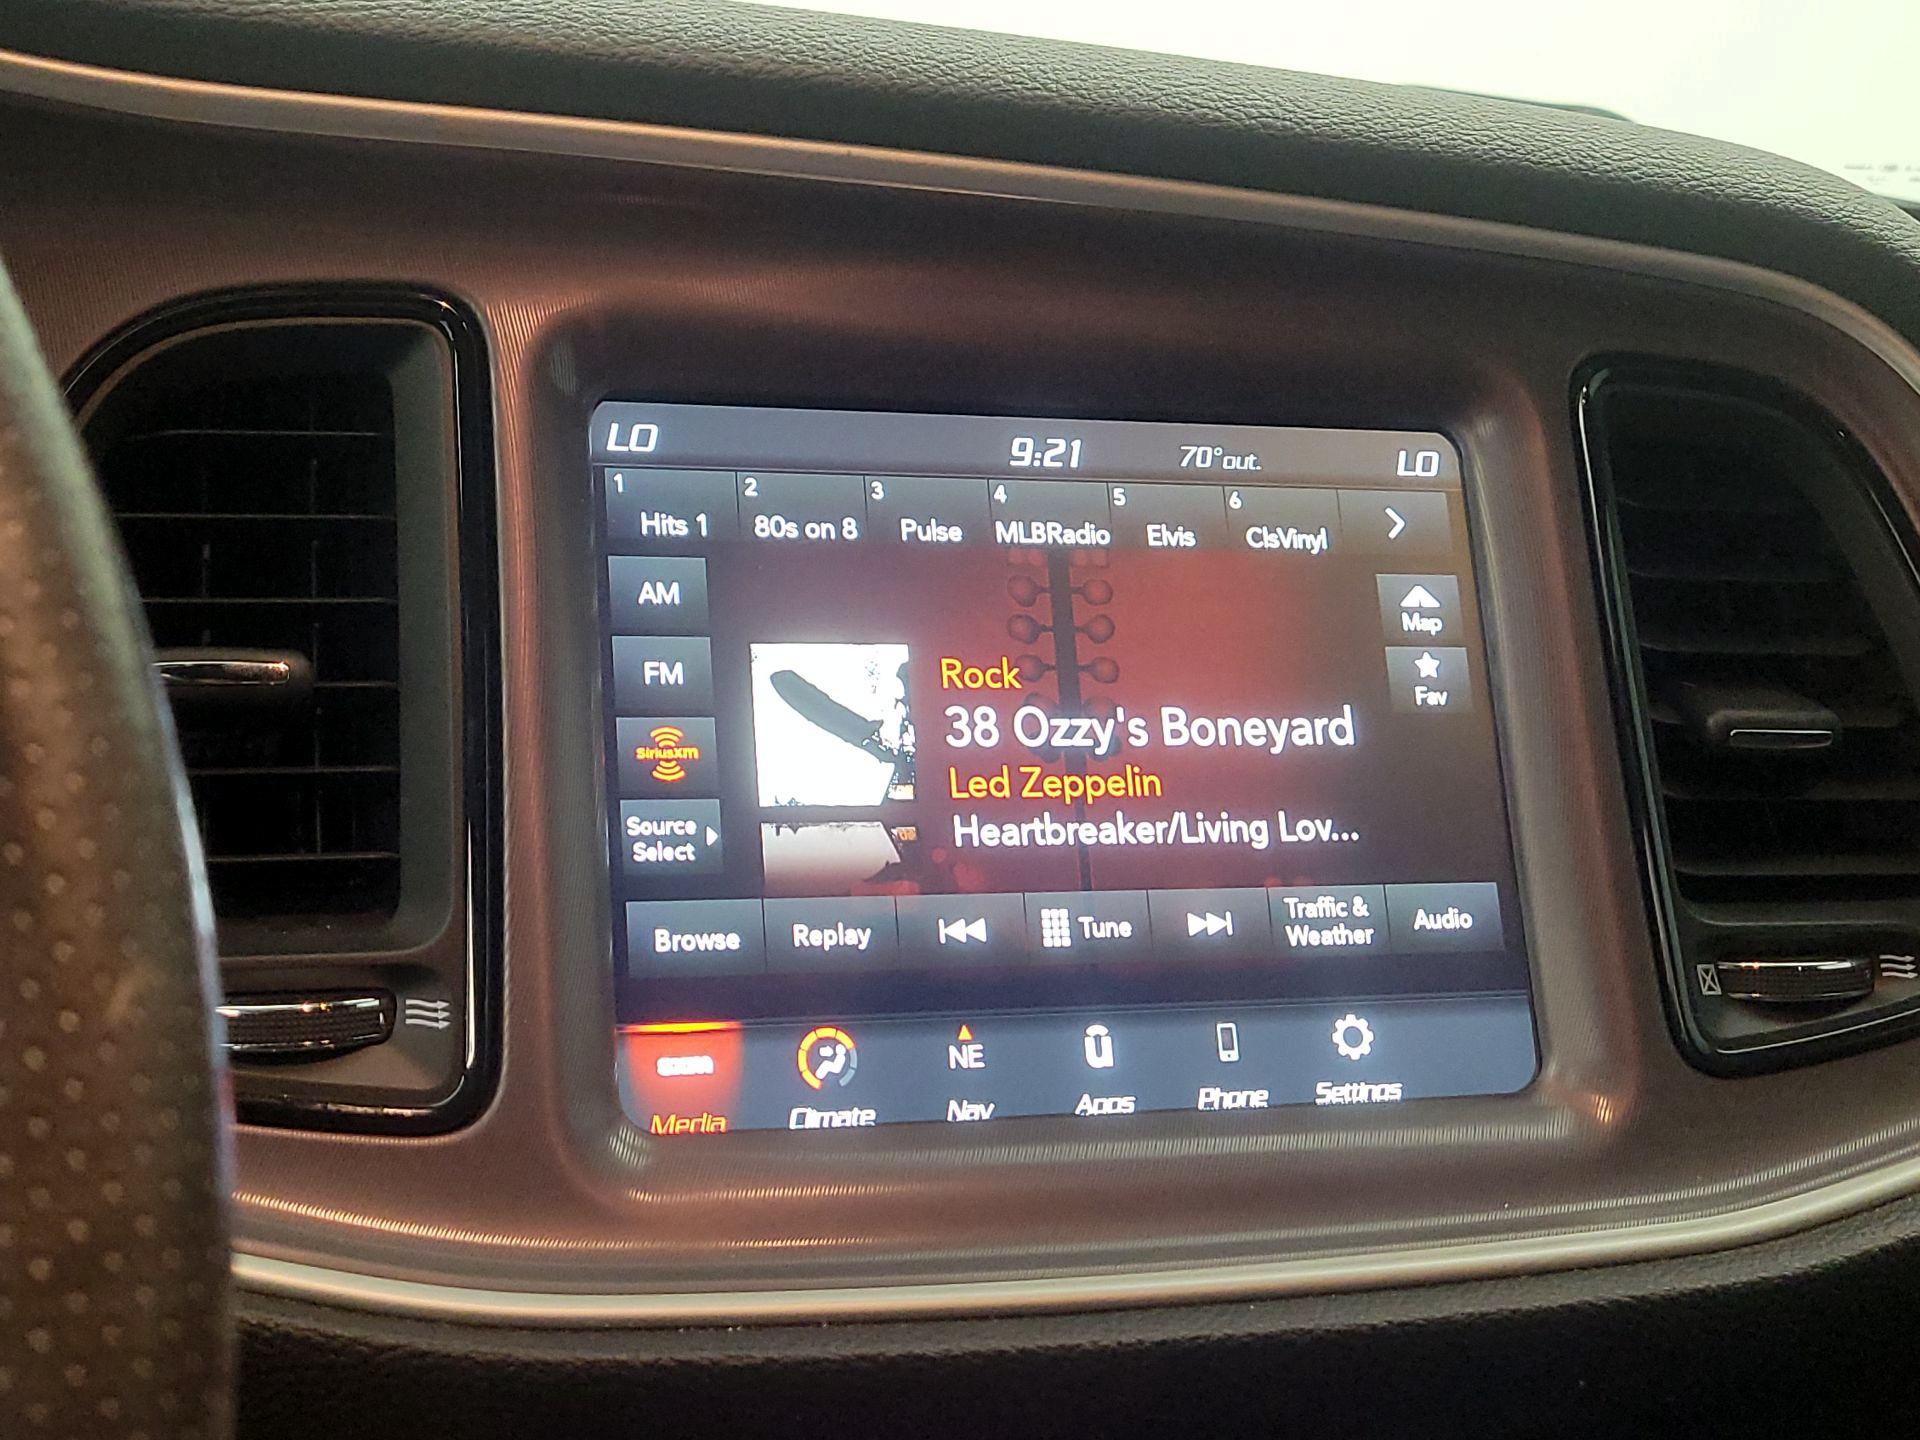 LO 9:21 70° out. LO
1 2 3 4 5 6
Hits 1 80s on 8 Pulse MLBRadio Elvis ClsVinyl
AM
Map
FM
Fav
SiriusXM
Source
Select
Rock
38 Ozzy's Boneyard
Led Zeppelin
Heartbreaker/Living Lov...
Browse Replay Tune Traffic &
Weather Audio
NE
Media Climate Nav Apps Phone Settings